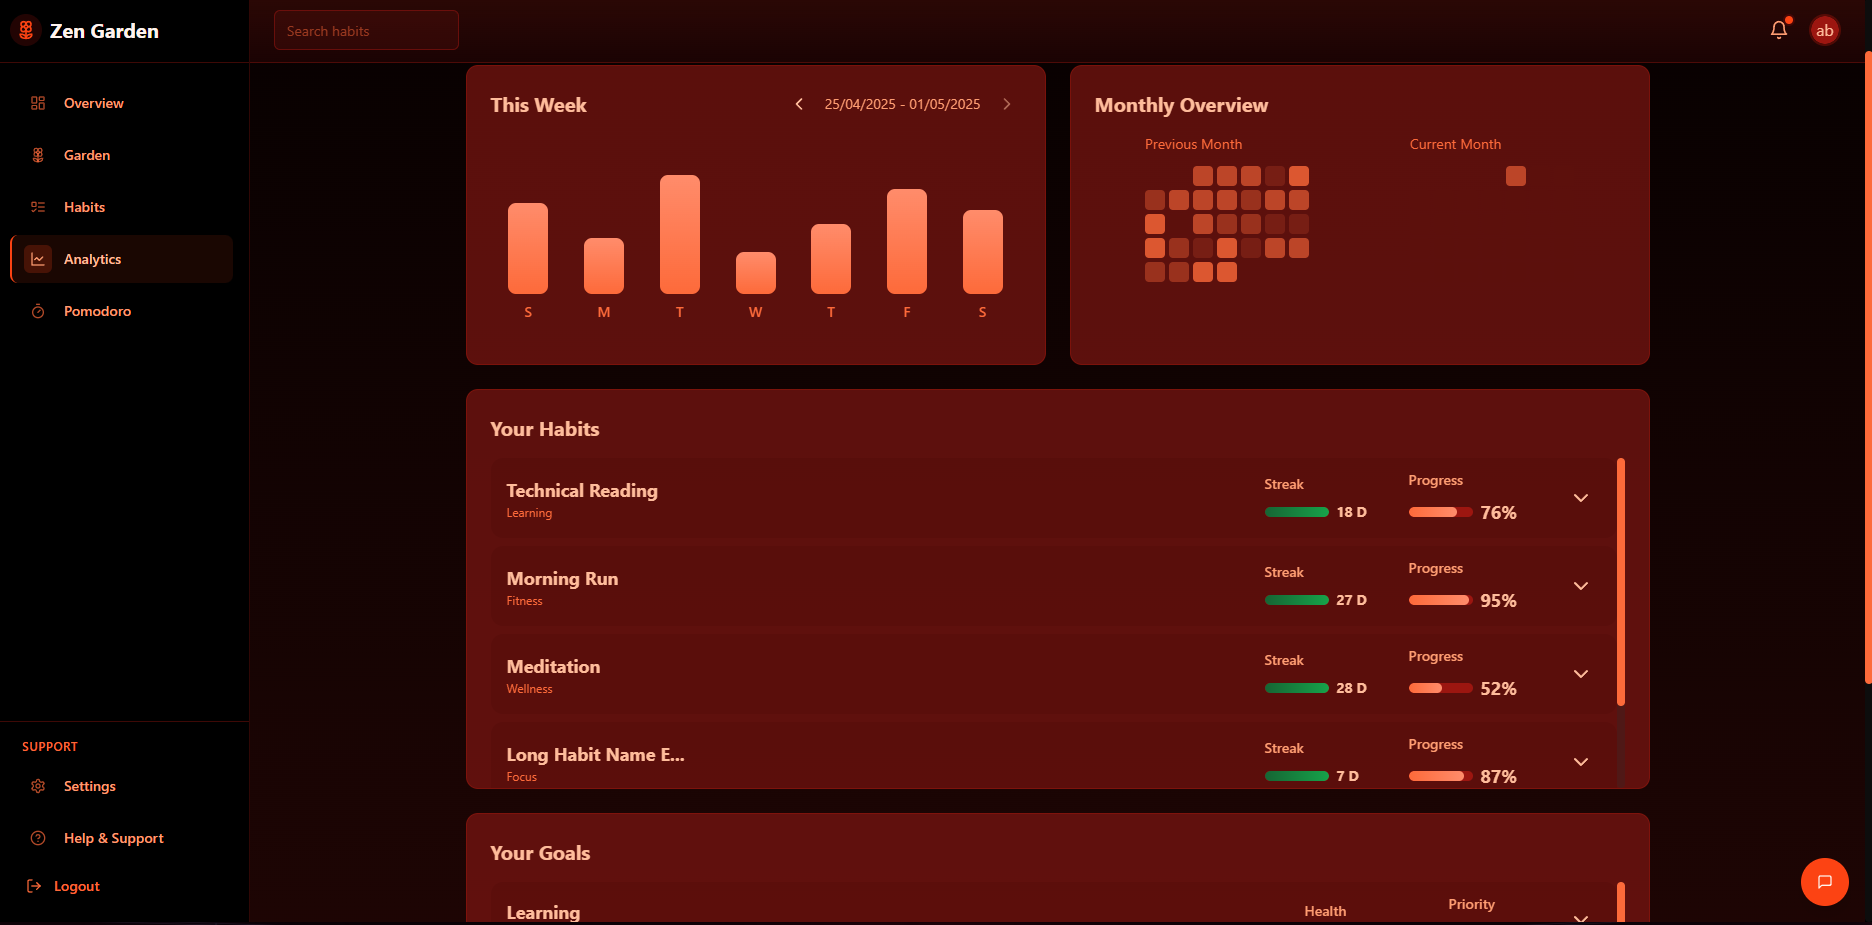 Zen Garden
Search habits
ab
Overview
Garden
Habits
Analytics
Pomodoro
SUPPORT
Settings
Help & Support
Logout
This Week
25/04/2025 - 01/05/2025
S M T W T F S
Monthly Overview
Previous Month
Current Month
Your Habits
Technical Reading
Learning
Streak
18 D
Progress
76%
Morning Run
Fitness
Streak
27 D
Progress
95%
Meditation
Wellness
Streak
28 D
Progress
52%
Long Habit Name E...
Focus
Streak
7 D
Progress
87%
Your Goals
Learning
Health
Priority